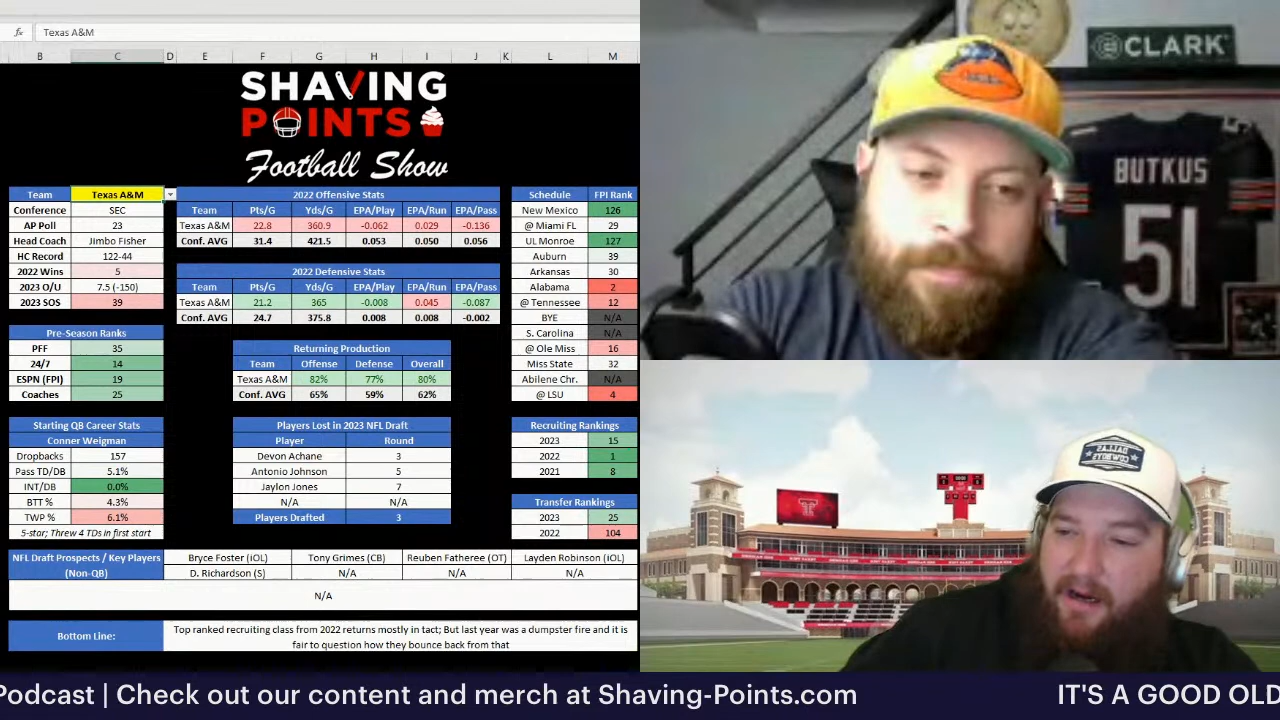 fx Texas A&M
B C D E F G H I J K L M
SHAVING
POINTS
Football Show
Team Texas A&M
Conference SEC
AP Poll 23
Head Coach Jimbo Fisher
HC Record 122-44
2022 Wins 5
2023 O/U 7.5 (-150)
2023 SOS 39
Pre-Season Ranks
PFF 35
24/7 14
ESPN (FPI) 19
Coaches 25
Starting QB Career Stats
Conner Weigman
Dropbacks 157
Pass TD/DB 5.1%
INT/DB 0.0%
BTT % 4.3%
TWP % 6.1%
5-star; Threw 4 TDs in first start
2022 Offensive Stats
Team Pts/G Yds/G EPA/Play EPA/Run EPA/Pass
Texas A&M 22.8 360.9 -0.062 0.029 -0.136
Conf. AVG 31.4 421.5 0.053 0.050 0.056
2022 Defensive Stats
Team Pts/G Yds/G EPA/Play EPA/Run EPA/Pass
Texas A&M 21.2 365 -0.008 0.045 -0.087
Conf. AVG 24.7 375.8 0.008 0.008 -0.002
Returning Production
Team Offense Defense Overall
Texas A&M 82% 77% 80%
Conf. AVG 65% 59% 62%
Players Lost in 2023 NFL Draft
Player Round
Devon Achane 3
Antonio Johnson 5
Jaylon Jones 7
N/A N/A
Players Drafted 3
Schedule FPI Rank
New Mexico 126
@ Miami FL 29
UL Monroe 127
Auburn 39
Arkansas 30
Alabama 2
@ Tennessee 12
BYE N/A
S. Carolina N/A
@ Ole Miss 16
Miss State 32
Abilene Chr. N/A
@ LSU 4
Recruiting Rankings
2023 15
2022 1
2021 8
Transfer Rankings
2023 25
2022 104
NFL Draft Prospects / Key Players
(Non-QB)
Bryce Foster (iOL) Tony Grimes (CB) Reuben Fatheree (OT) Layden Robinson (iOL)
D. Richardson (S) N/A N/A N/A
N/A
Bottom Line:
Top ranked recruiting class from 2022 returns mostly in tact; But last year was a dumpster fire and it is
fair to question how they bounce back from that
CLARK
BUTKUS
51
DALLAS
COWBOYS
Podcast | Check out our content and merch at Shaving-Points.com IT'S A GOOD OLD